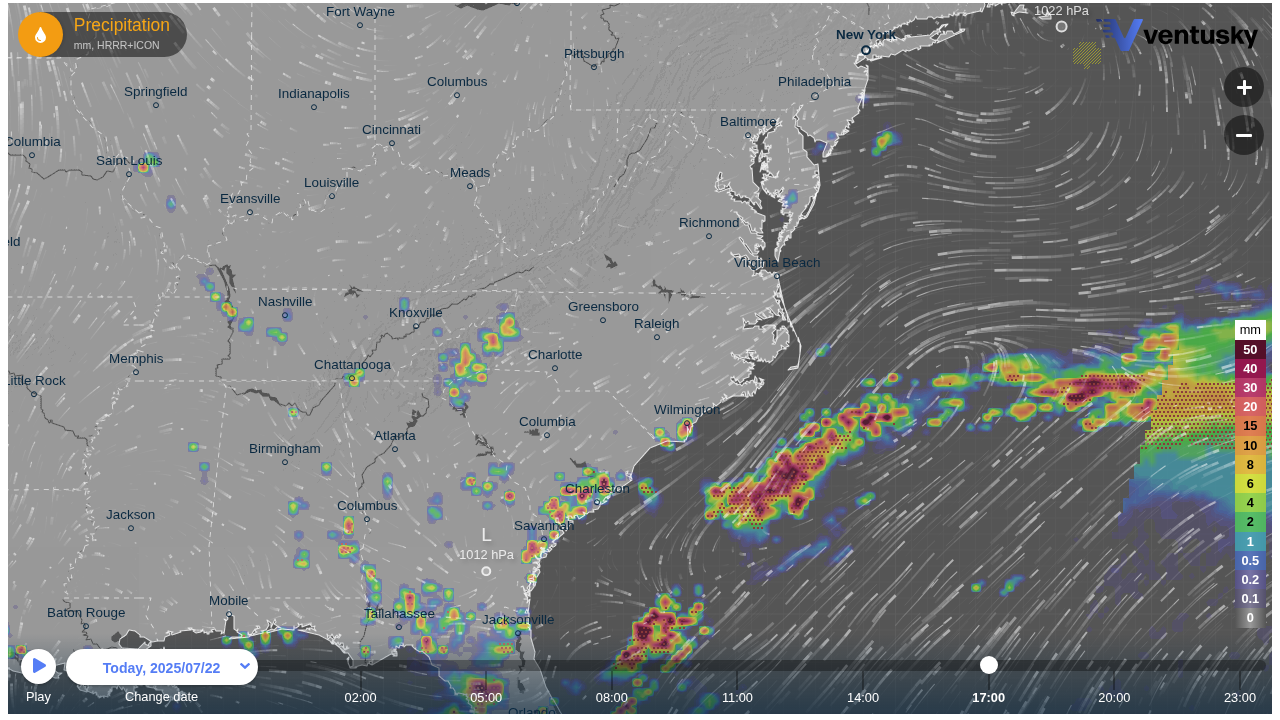 Precipitation
mm, HRRR+ICON
Fort Wayne
1022 hPa
ventusky
New York
Pittsburgh
Philadelphia
Columbus
Springfield
Indianapolis
+
Baltimore
Cincinnati
Columbia
−
Saint Louis
Meads
Louisville
Evansville
Richmond
eld
Virginia Beach
Nashville
Knoxville
Greensboro
Raleigh
Charlotte
Memphis
Chattanooga
Little Rock
Wilmington
Columbia
Atlanta
Birmingham
Charleston
Columbus
Jackson
Savannah
L
1012 hPa
Mobile
Baton Rouge
Tallahassee
Jacksonville
Orlando
mm
50
40
30
20
15
10
8
6
4
2
1
0.5
0.2
0.1
0
Today, 2025/07/22
Play
Change date
02:00
05:00
08:00
11:00
14:00
17:00
20:00
23:00